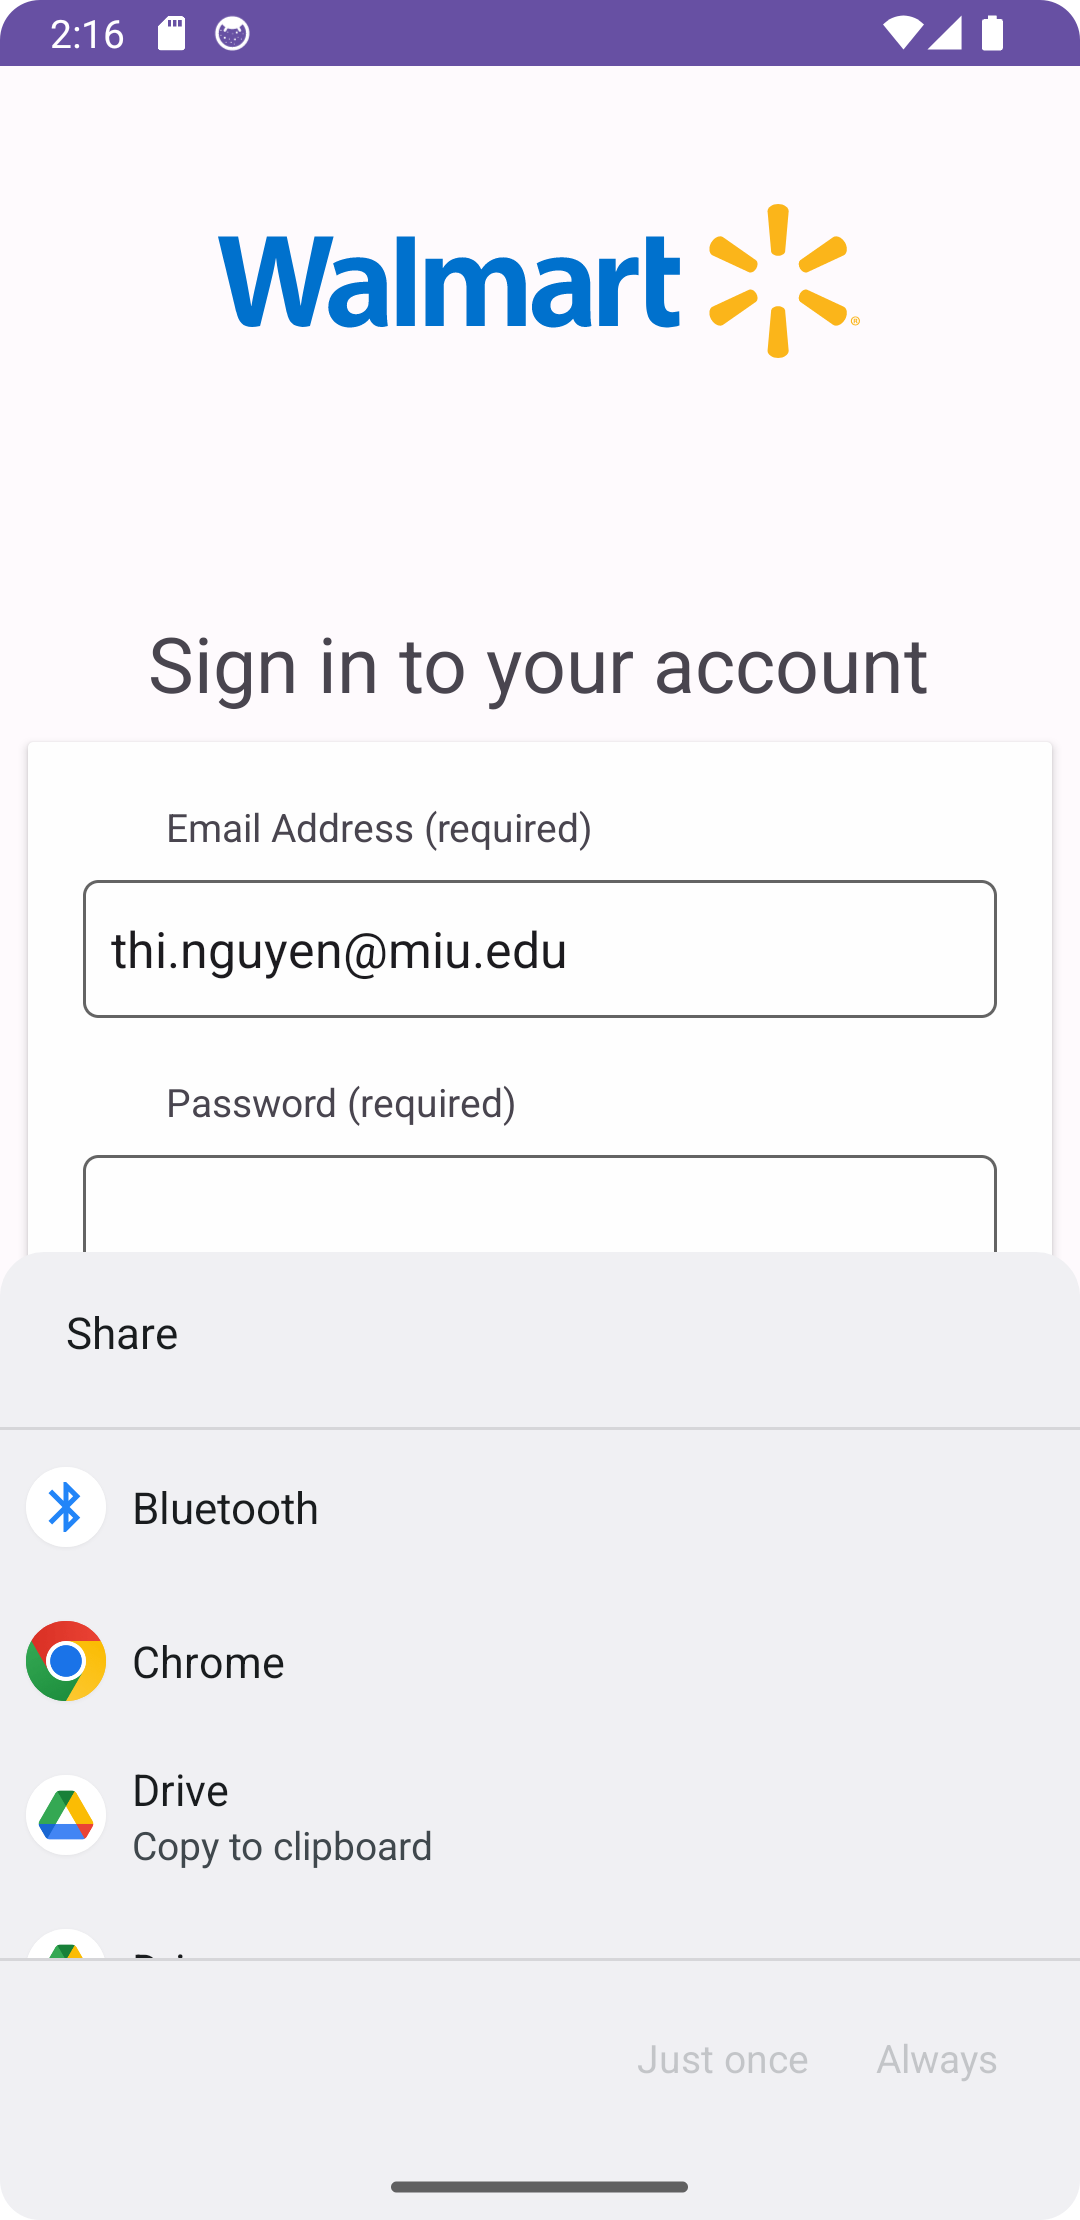 2:16
Walmart
Sign in to your account
Email Address (required)
thi.nguyen@miu.edu
Password (required)
Share
Bluetooth
Chrome
Drive
Copy to clipboard
Just once Always